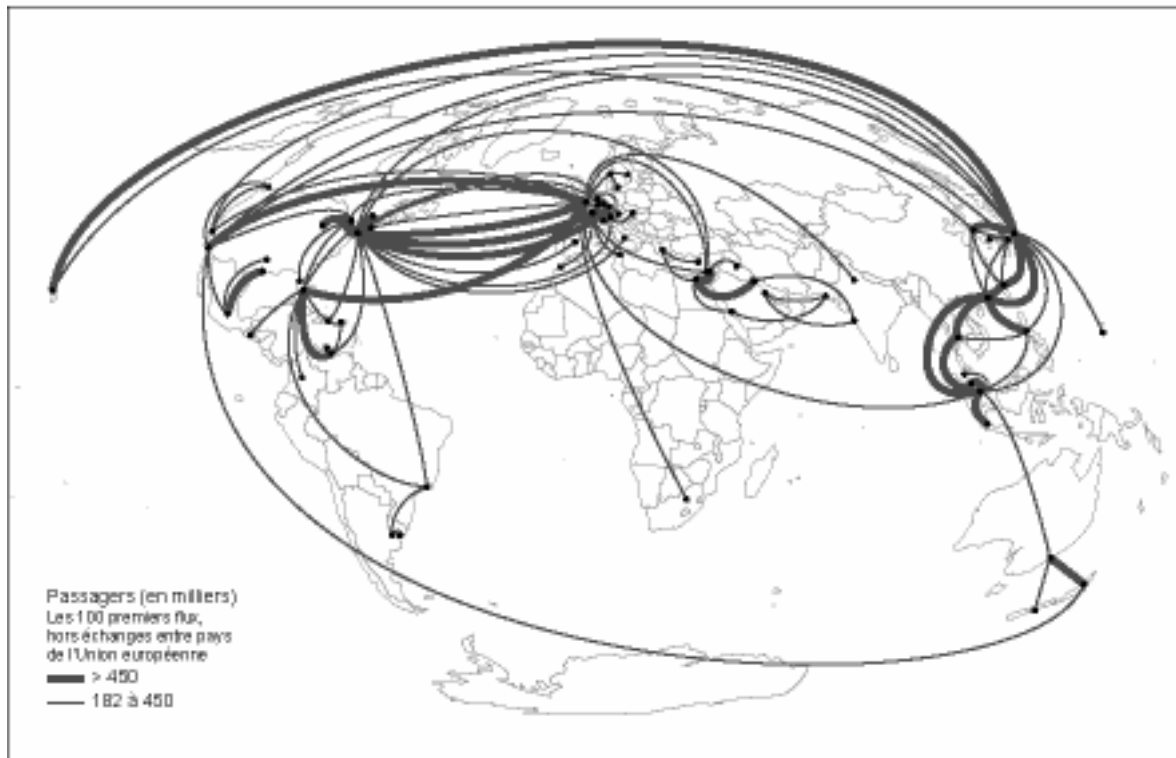 Passagers (en milliers)
Les 100 premiers flux,
hors échanges entre pays
de l'Union européenne
> 450
182 à 450